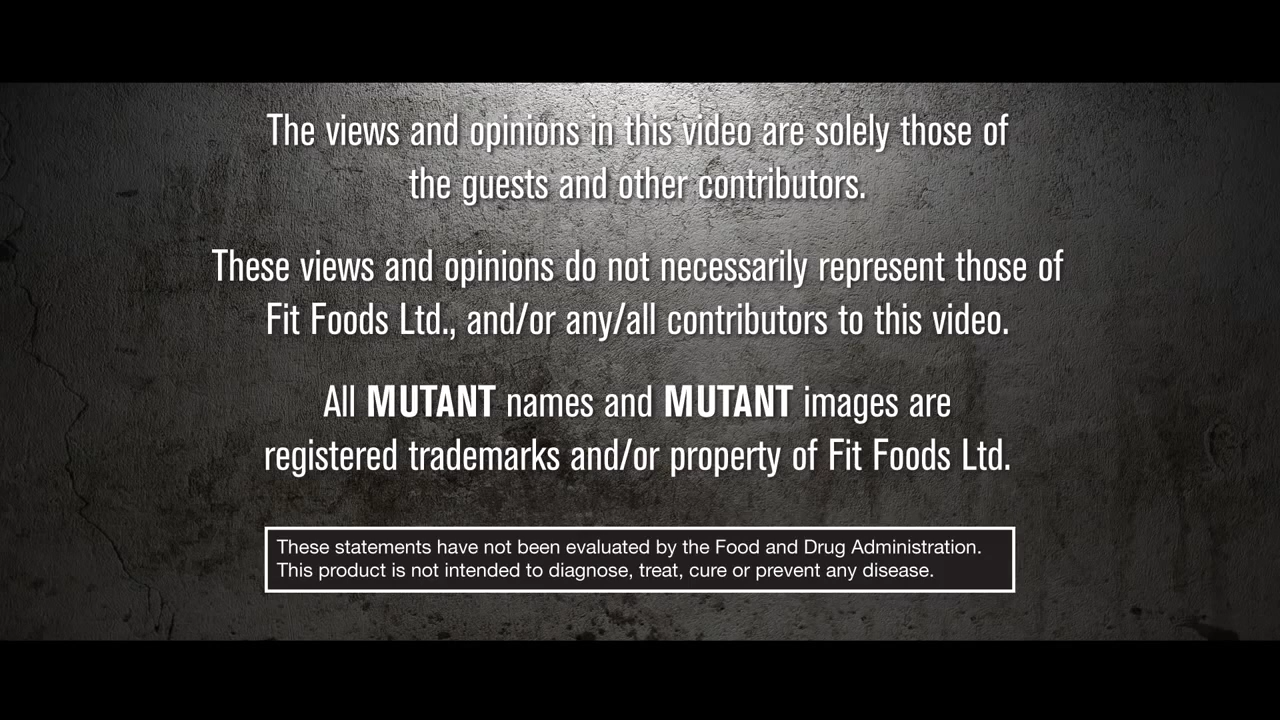 The views and opinions in this video are solely those of
the guests and other contributors.
These views and opinions do not necessarily represent those of
Fit Foods Ltd., and/or any/all contributors to this video.
All MUTANT names and MUTANT images are
registered trademarks and/or property of Fit Foods Ltd.
These statements have not been evaluated by the Food and Drug Administration.
This product is not intended to diagnose, treat, cure or prevent any disease.